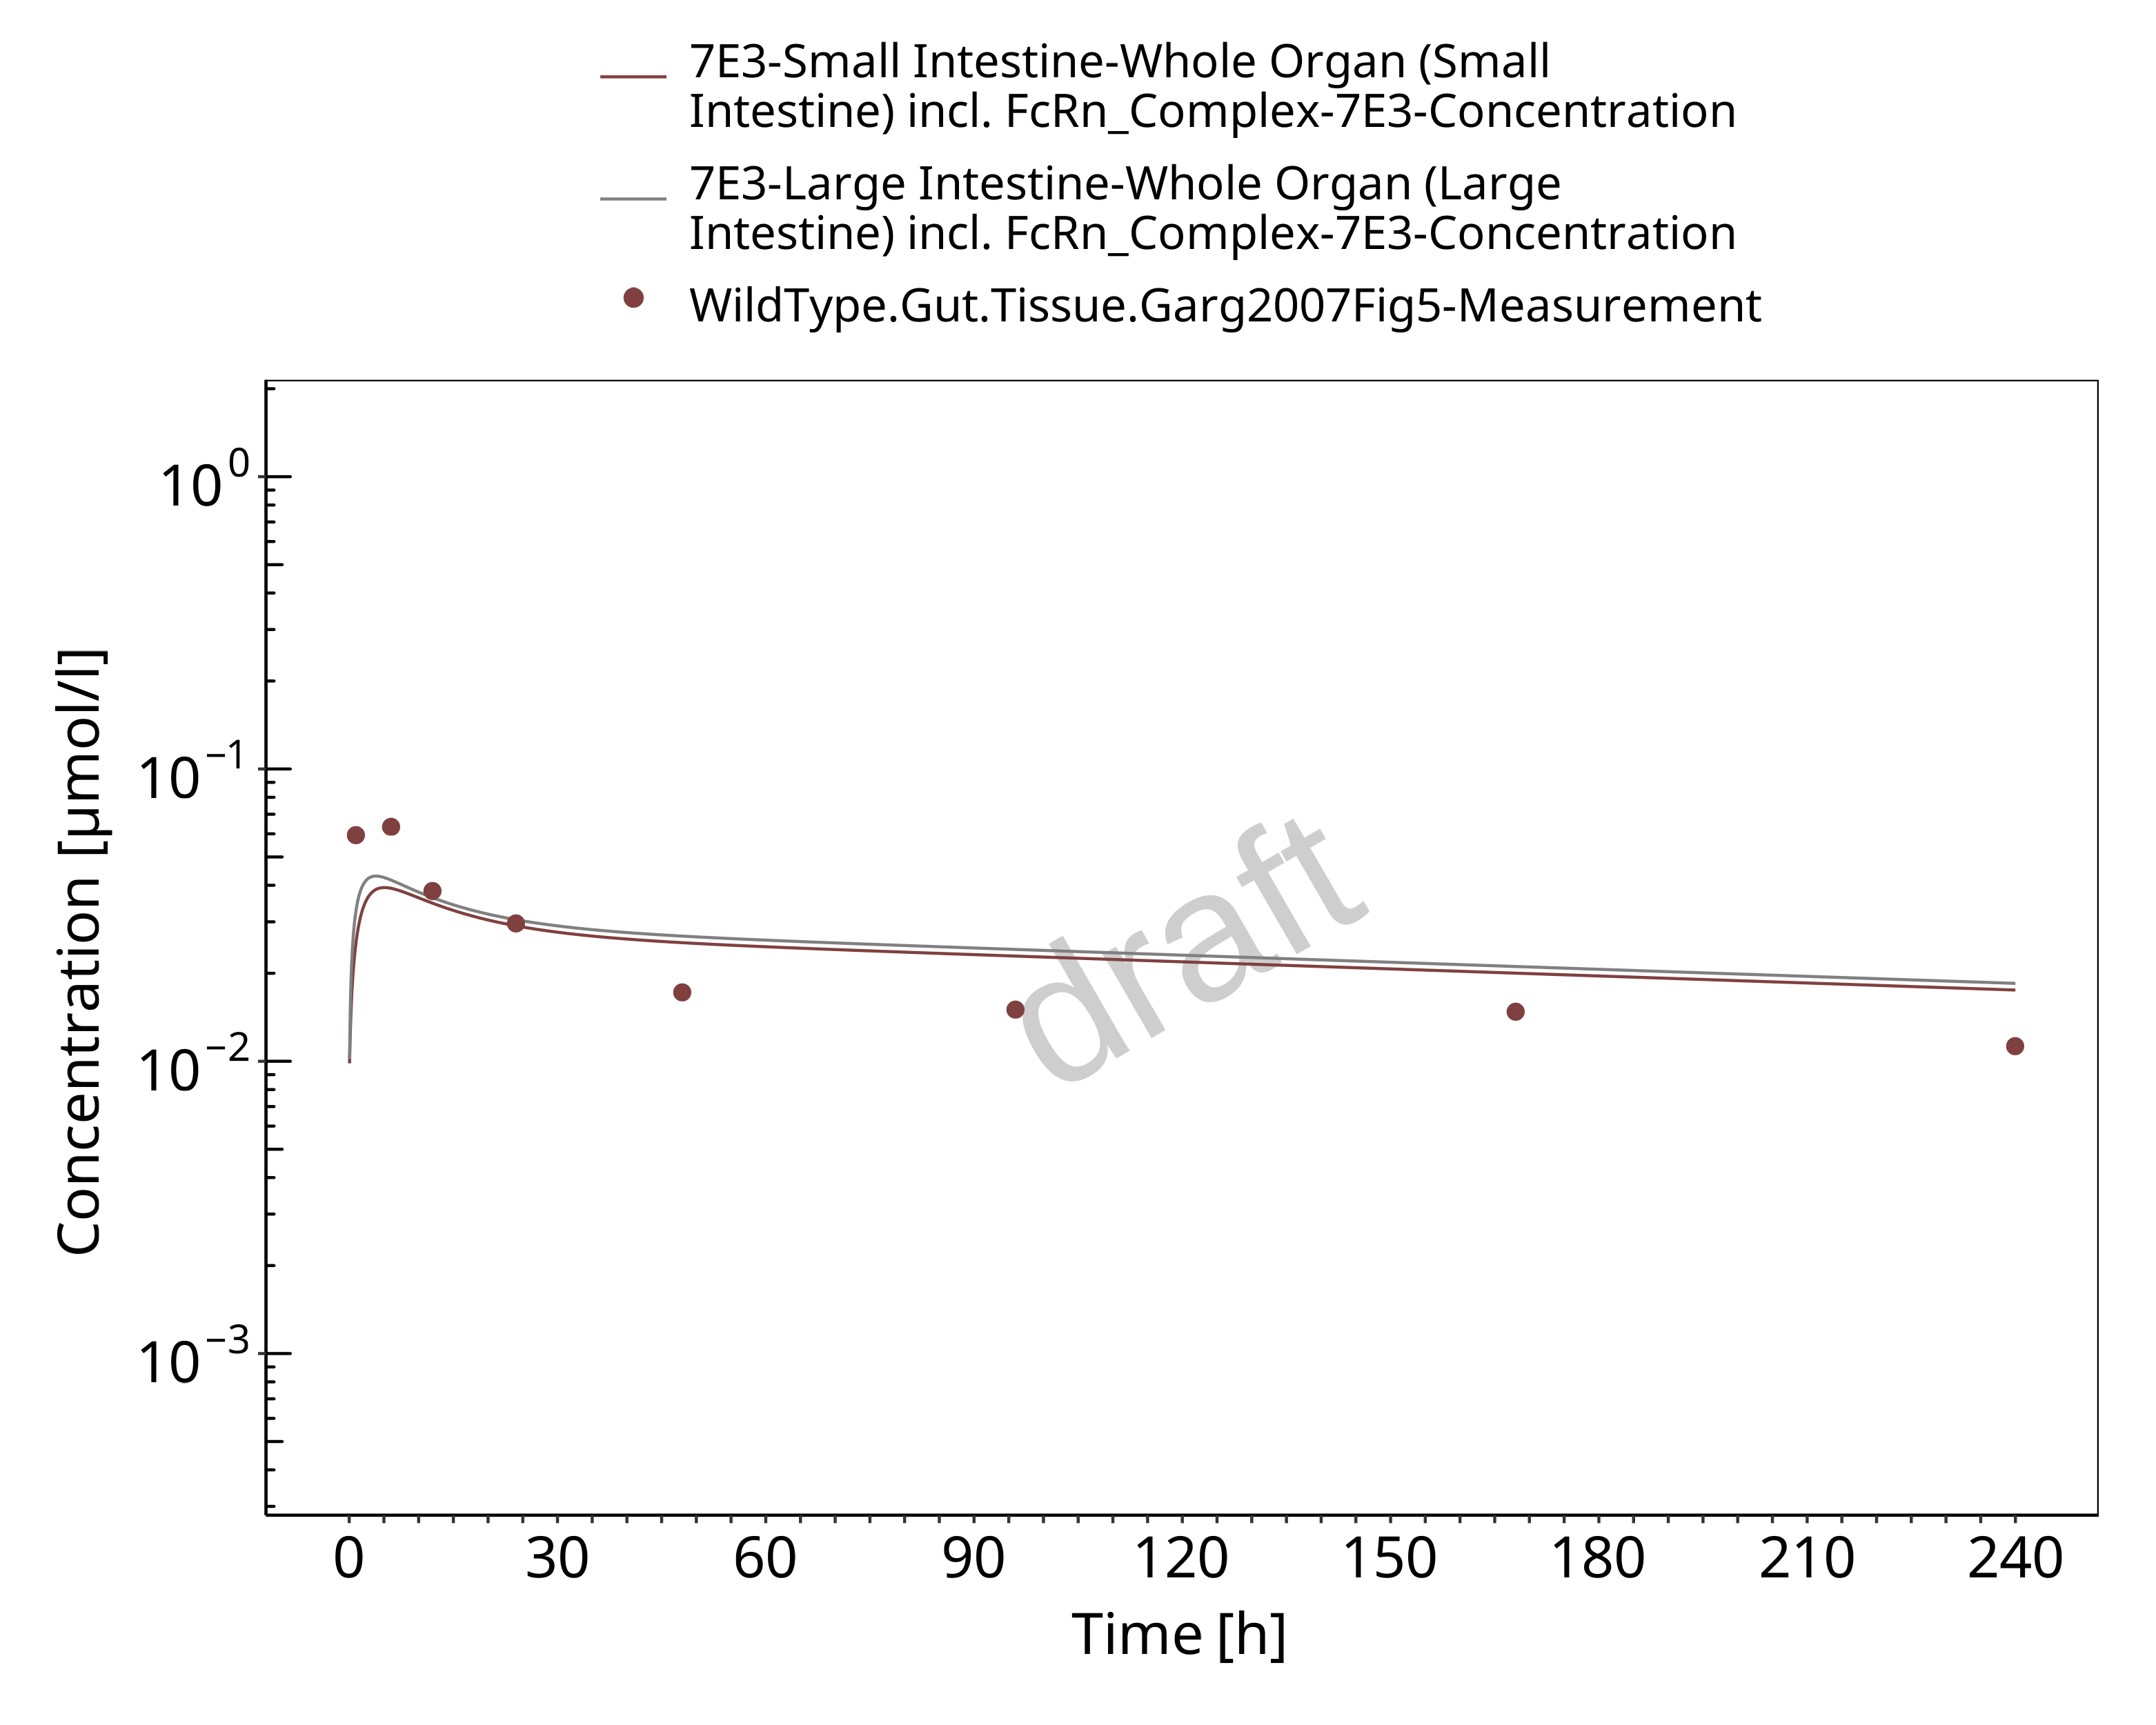 7E3-Small Intestine-Whole Organ (Small
Intestine) incl. FcRn_Complex-7E3-Concentration
7E3-Large Intestine-Whole Organ (Large
Intestine) incl. FcRn_Complex-7E3-Concentration
WildType.Gut.Tissue.Garg2007Fig5-Measurement
Concentration [µmol/l]
10⁰
10⁻¹
10⁻²
10⁻³
draft
0 30 60 90 120 150 180 210 240
Time [h]